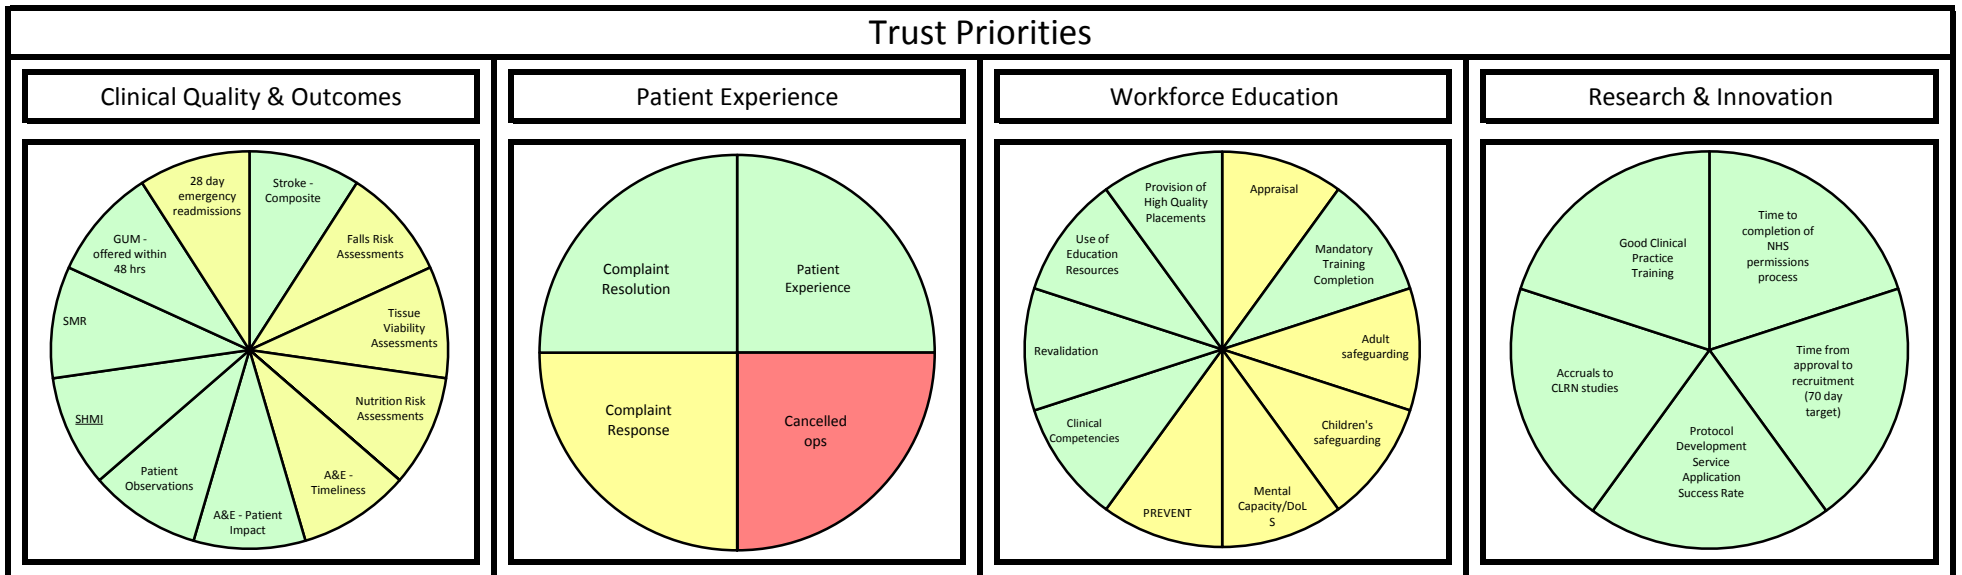 Trust Priorities
Clinical Quality & Outcomes
Patient Experience
Workforce Education
Research & Innovation
28 day
emergency
readmissions
Stroke -
Composite
Falls Risk
Assessments
Tissue
Viability
Assessments
Nutrition Risk
Assessments
A&E -
Timeliness
A&E - Patient
Impact
Patient
Observations
SHMI
SMR
GUM -
offered within
48 hrs
Complaint
Resolution
Patient
Experience
Complaint
Response
Cancelled
ops
Provision of
High Quality
Placements
Appraisal
Mandatory
Training
Completion
Adult
safeguarding
Children's
safeguarding
Mental
Capacity/DoL
S
PREVENT
Clinical
Competencies
Revalidation
Use of
Education
Resources
Good Clinical
Practice
Training
Time to
completion of
NHS
permissions
process
Time from
approval to
recruitment
(70 day
target)
Protocol
Development
Service
Application
Success Rate
Accruals to
CLRN studies